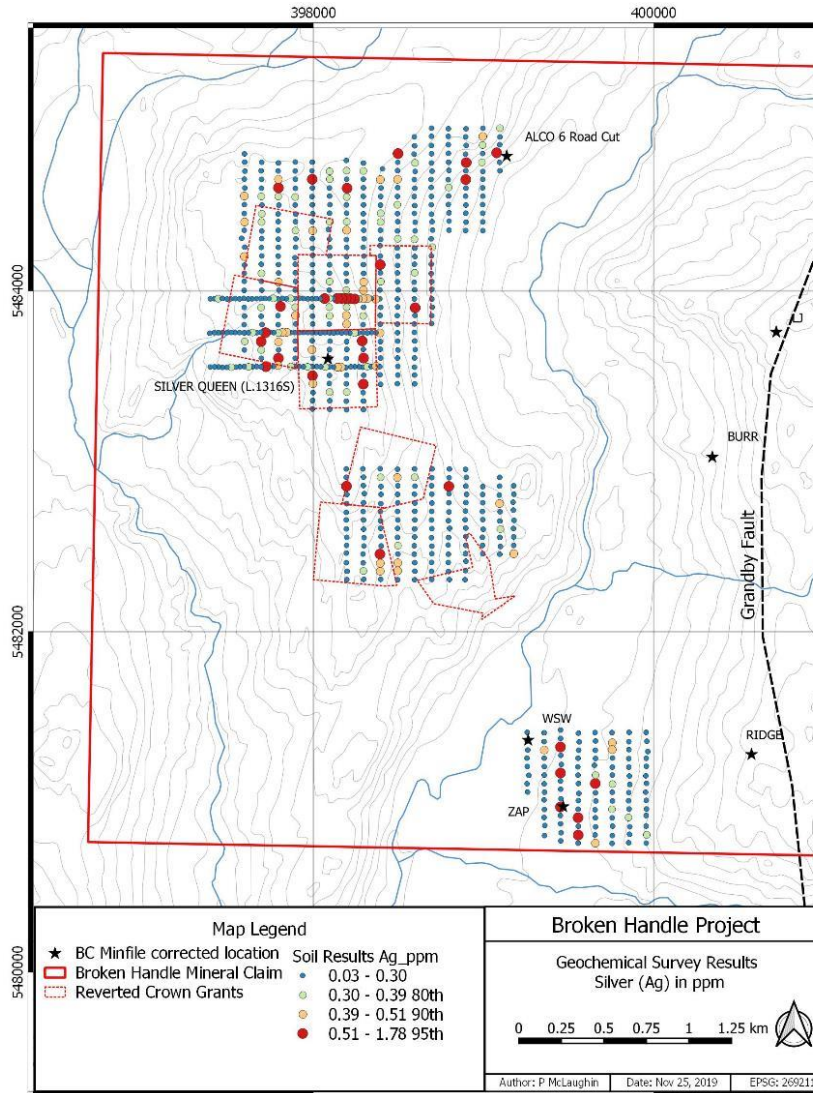 398000
400000
ALCO 6 Road Cut
5484000
SILVER QUEEN (L.1316S)
BURR
Grandby Fault
5482000
WSW
RIDGE
ZAP
5480000
Map Legend
BC Minfile corrected location
Broken Handle Mineral Claim
Reverted Crown Grants
Soil Results Ag_ppm
0.03 - 0.30
0.30 - 0.39 80th
0.39 - 0.51 90th
0.51 - 1.78 95th
Broken Handle Project
Geochemical Survey Results
Silver (Ag) in ppm
0 0.25 0.5 0.75 1 1.25 km
Author: P McLaughin
Date: Nov 25, 2019
EPSG: 26921